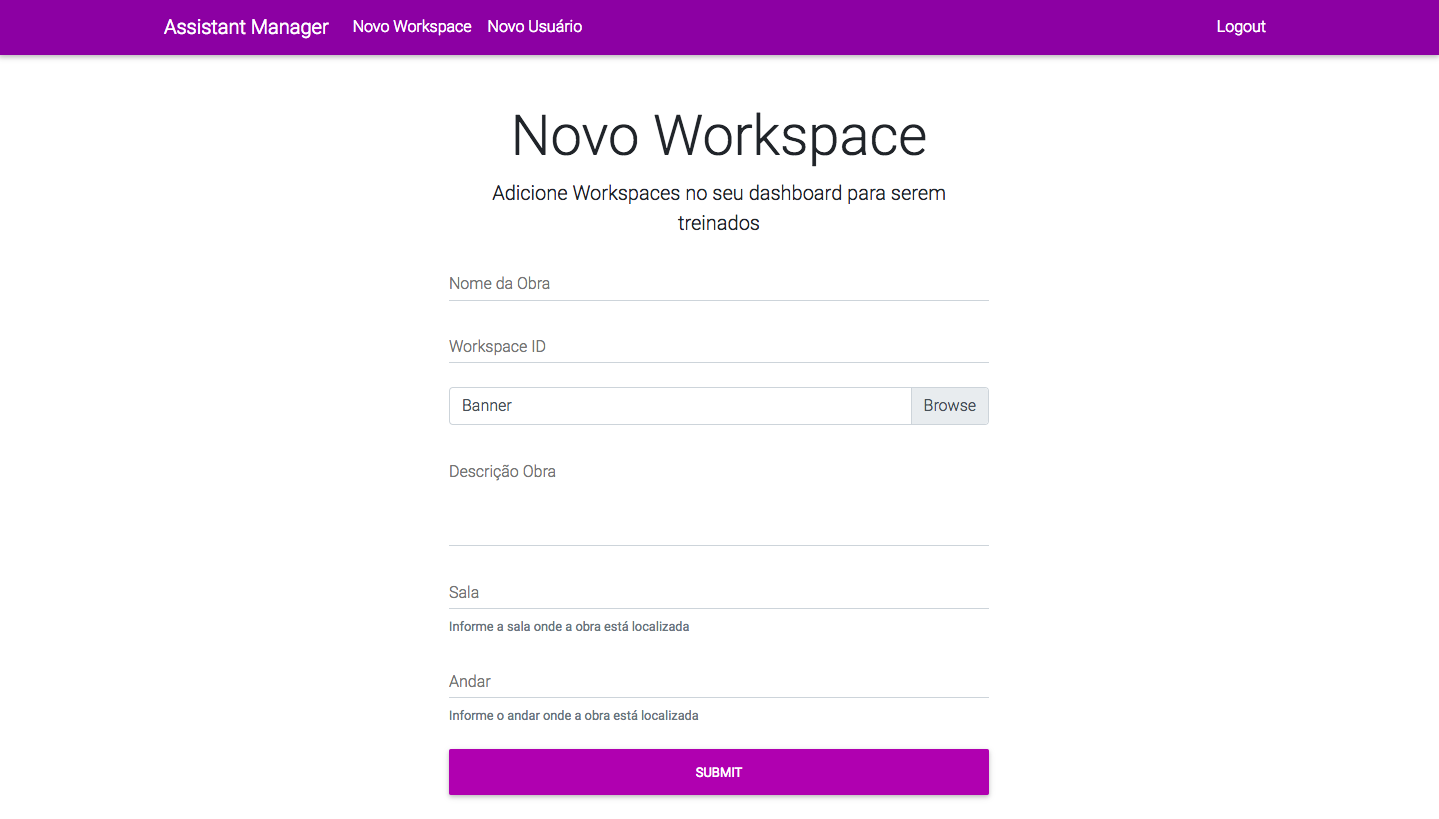 Assistant Manager Novo Workspace Novo Usuário Logout
Novo Workspace
Adicione Workspaces no seu dashboard para serem
treinados
Nome da Obra
Workspace ID
Banner Browse
Descrição Obra
Sala
Informe a sala onde a obra está localizada
Andar
Informe o andar onde a obra está localizada
SUBMIT